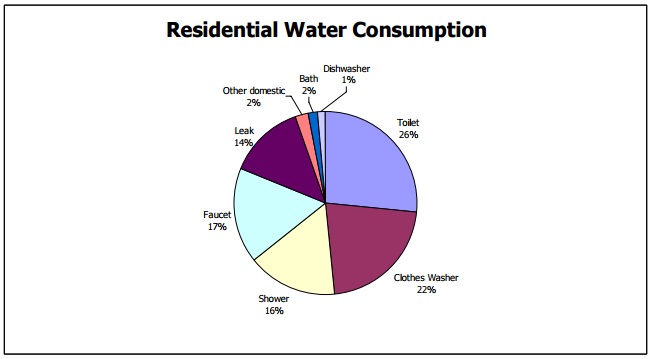 Residential Water Consumption
Dishwasher
1%
Bath
2%
Other domestic
2%
Toilet
26%
Leak
14%
Faucet
17%
Clothes Washer
22%
Shower
16%